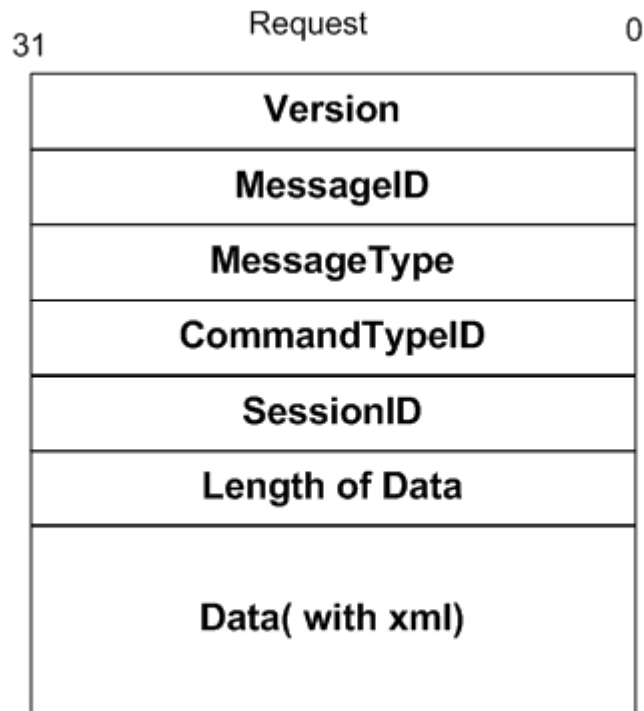 Request
31 0
Version
MessageID
MessageType
CommandTypeID
SessionID
Length of Data
Data( with xml)